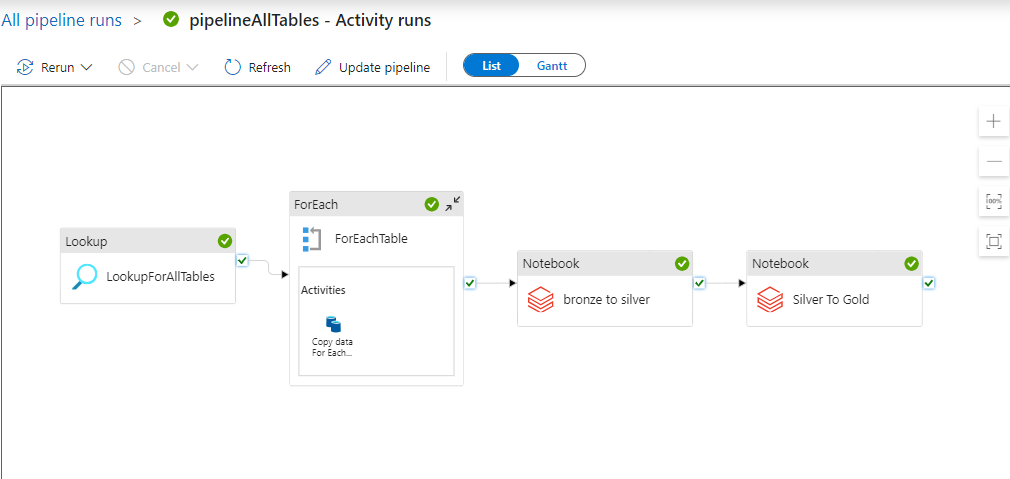 All pipeline runs > pipelineAllTables - Activity runs
Rerun Cancel Refresh Update pipeline List Gantt
Lookup
LookupForAllTables
ForEach
ForEachTable
Activities
Copy data
For Each...
Notebook
bronze to silver
Notebook
Silver To Gold
100%